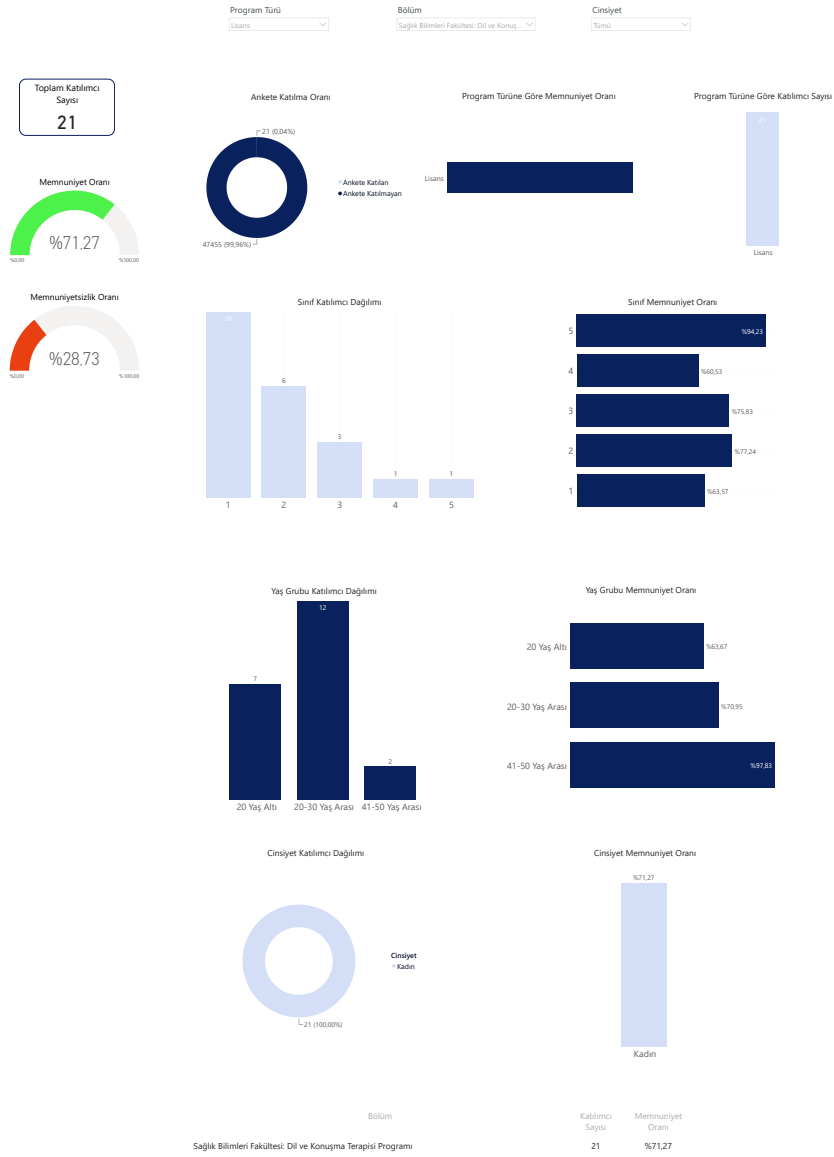 Program Türü
Lisans
Bölüm
Sağlık Bilimleri Fakültesi: Dil ve Konuş...
Cinsiyet
Tümü
Toplam Katılımcı
Sayısı
21
Memnuniyet Oranı
%71,27
%0,00
%100,00
Memnuniyetsizlik Oranı
%28,73
%0,00
%100,00
Ankete Katılma Oranı
21 (0,04%)
47455 (99,96%)
Ankete Katılan
Ankete Katılmayan
Program Türüne Göre Memnuniyet Oranı
Lisans
Program Türüne Göre Katılımcı Sayısı
21
Lisans
Sınıf Katılımcı Dağılımı
10
6
3
1
1
1
2
3
4
5
Sınıf Memnuniyet Oranı
5
%94,23
4
%60,53
3
%75,83
2
%77,24
1
%63,57
Yaş Grubu Katılımcı Dağılımı
7
12
2
20 Yaş Altı
20-30 Yaş Arası
41-50 Yaş Arası
Yaş Grubu Memnuniyet Oranı
20 Yaş Altı
%63,67
20-30 Yaş Arası
%70,95
41-50 Yaş Arası
%97,83
Cinsiyet Katılımcı Dağılımı
21 (100,00%)
Cinsiyet
Kadın
Cinsiyet Memnuniyet Oranı
%71,27
Kadın
Bölüm
Katılımcı
Sayısı
Memnuniyet
Oranı
Sağlık Bilimleri Fakültesi: Dil ve Konuşma Terapisi Programı
21
%71,27